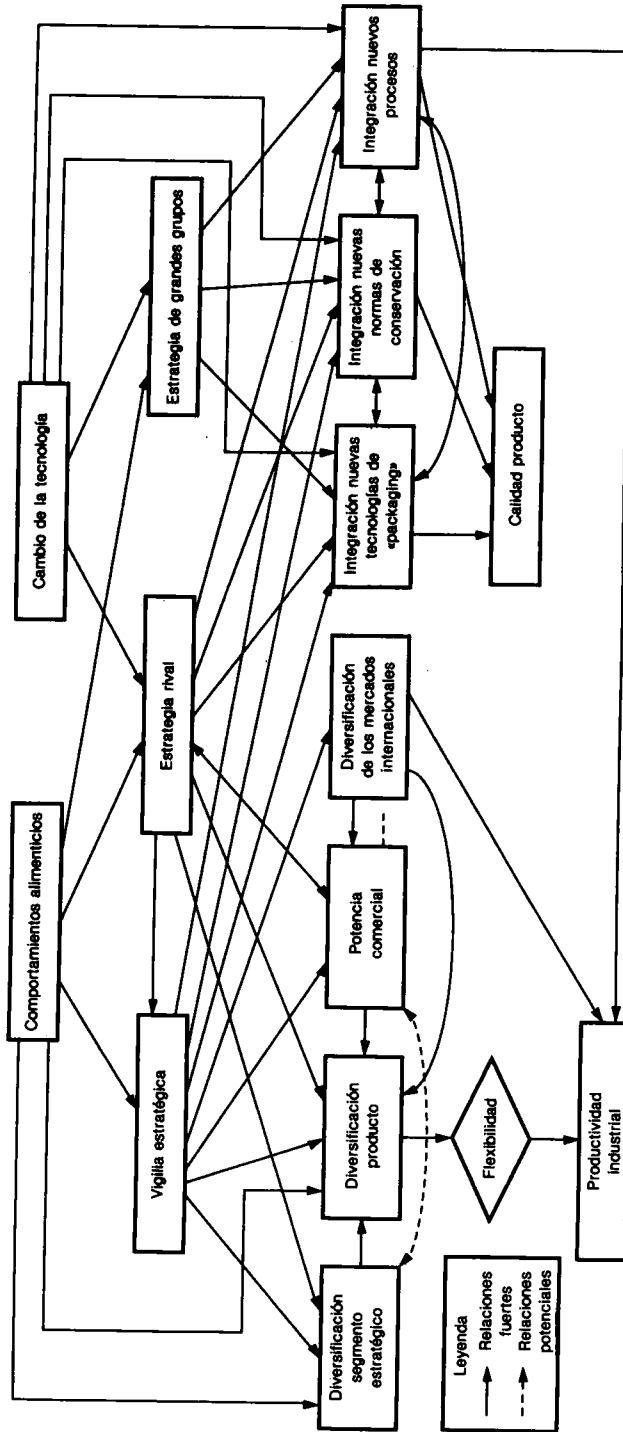 Comportamientos alimenticios
Cambio de la tecnología
Vigilia estratégica
Estrategia rival
Estrategia de grandes grupos
Diversificación
segmento
estratégico
Diversificación
producto
Potencia
comercial
Diversificación
de los mercados
internacionales
Integración nuevas
tecnologías de
«packaging»
Integración nuevas
normas de
conservación
Integración nuevos
procesos
Flexibilidad
Calidad producto
Productividad
industrial
Leyenda
Relaciones
fuertes
Relaciones
potenciales